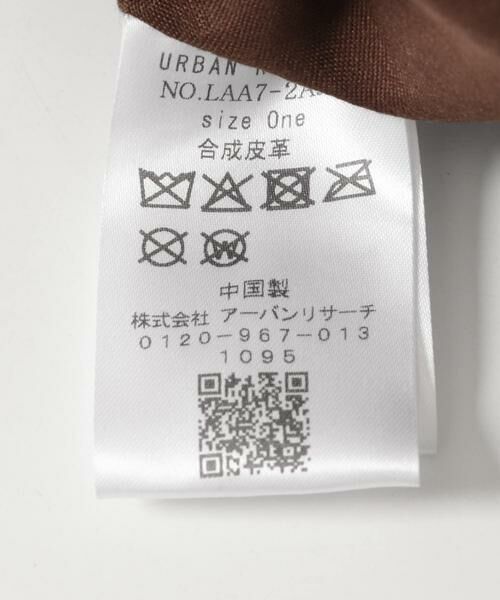 URBAN
NO.LAA7-2A
size One
合成皮革
中国製
株式会社 アーバンリサーチ
0120-967-013
1095